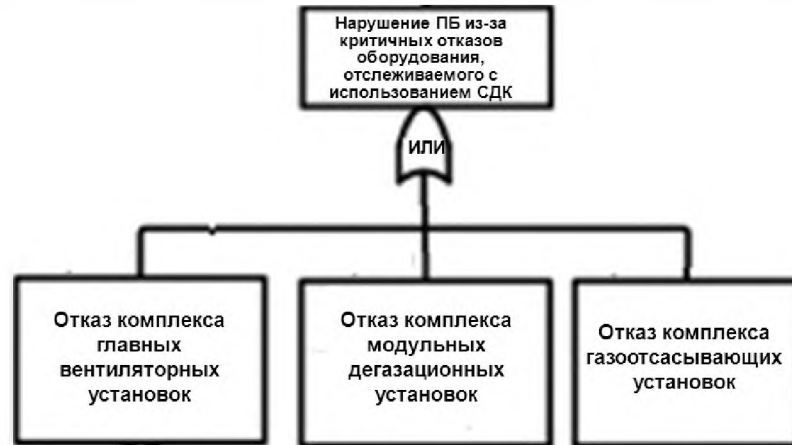 Нарушение ПБ из-за
критичных отказов
оборудования,
отслеживаемого с
использованием СДК
ИЛИ
Отказ комплекса
главных
вентиляторных
установок
Отказ комплекса
модульных
дегазационных
установок
Отказ комплекса
газоотсасывающих
установок